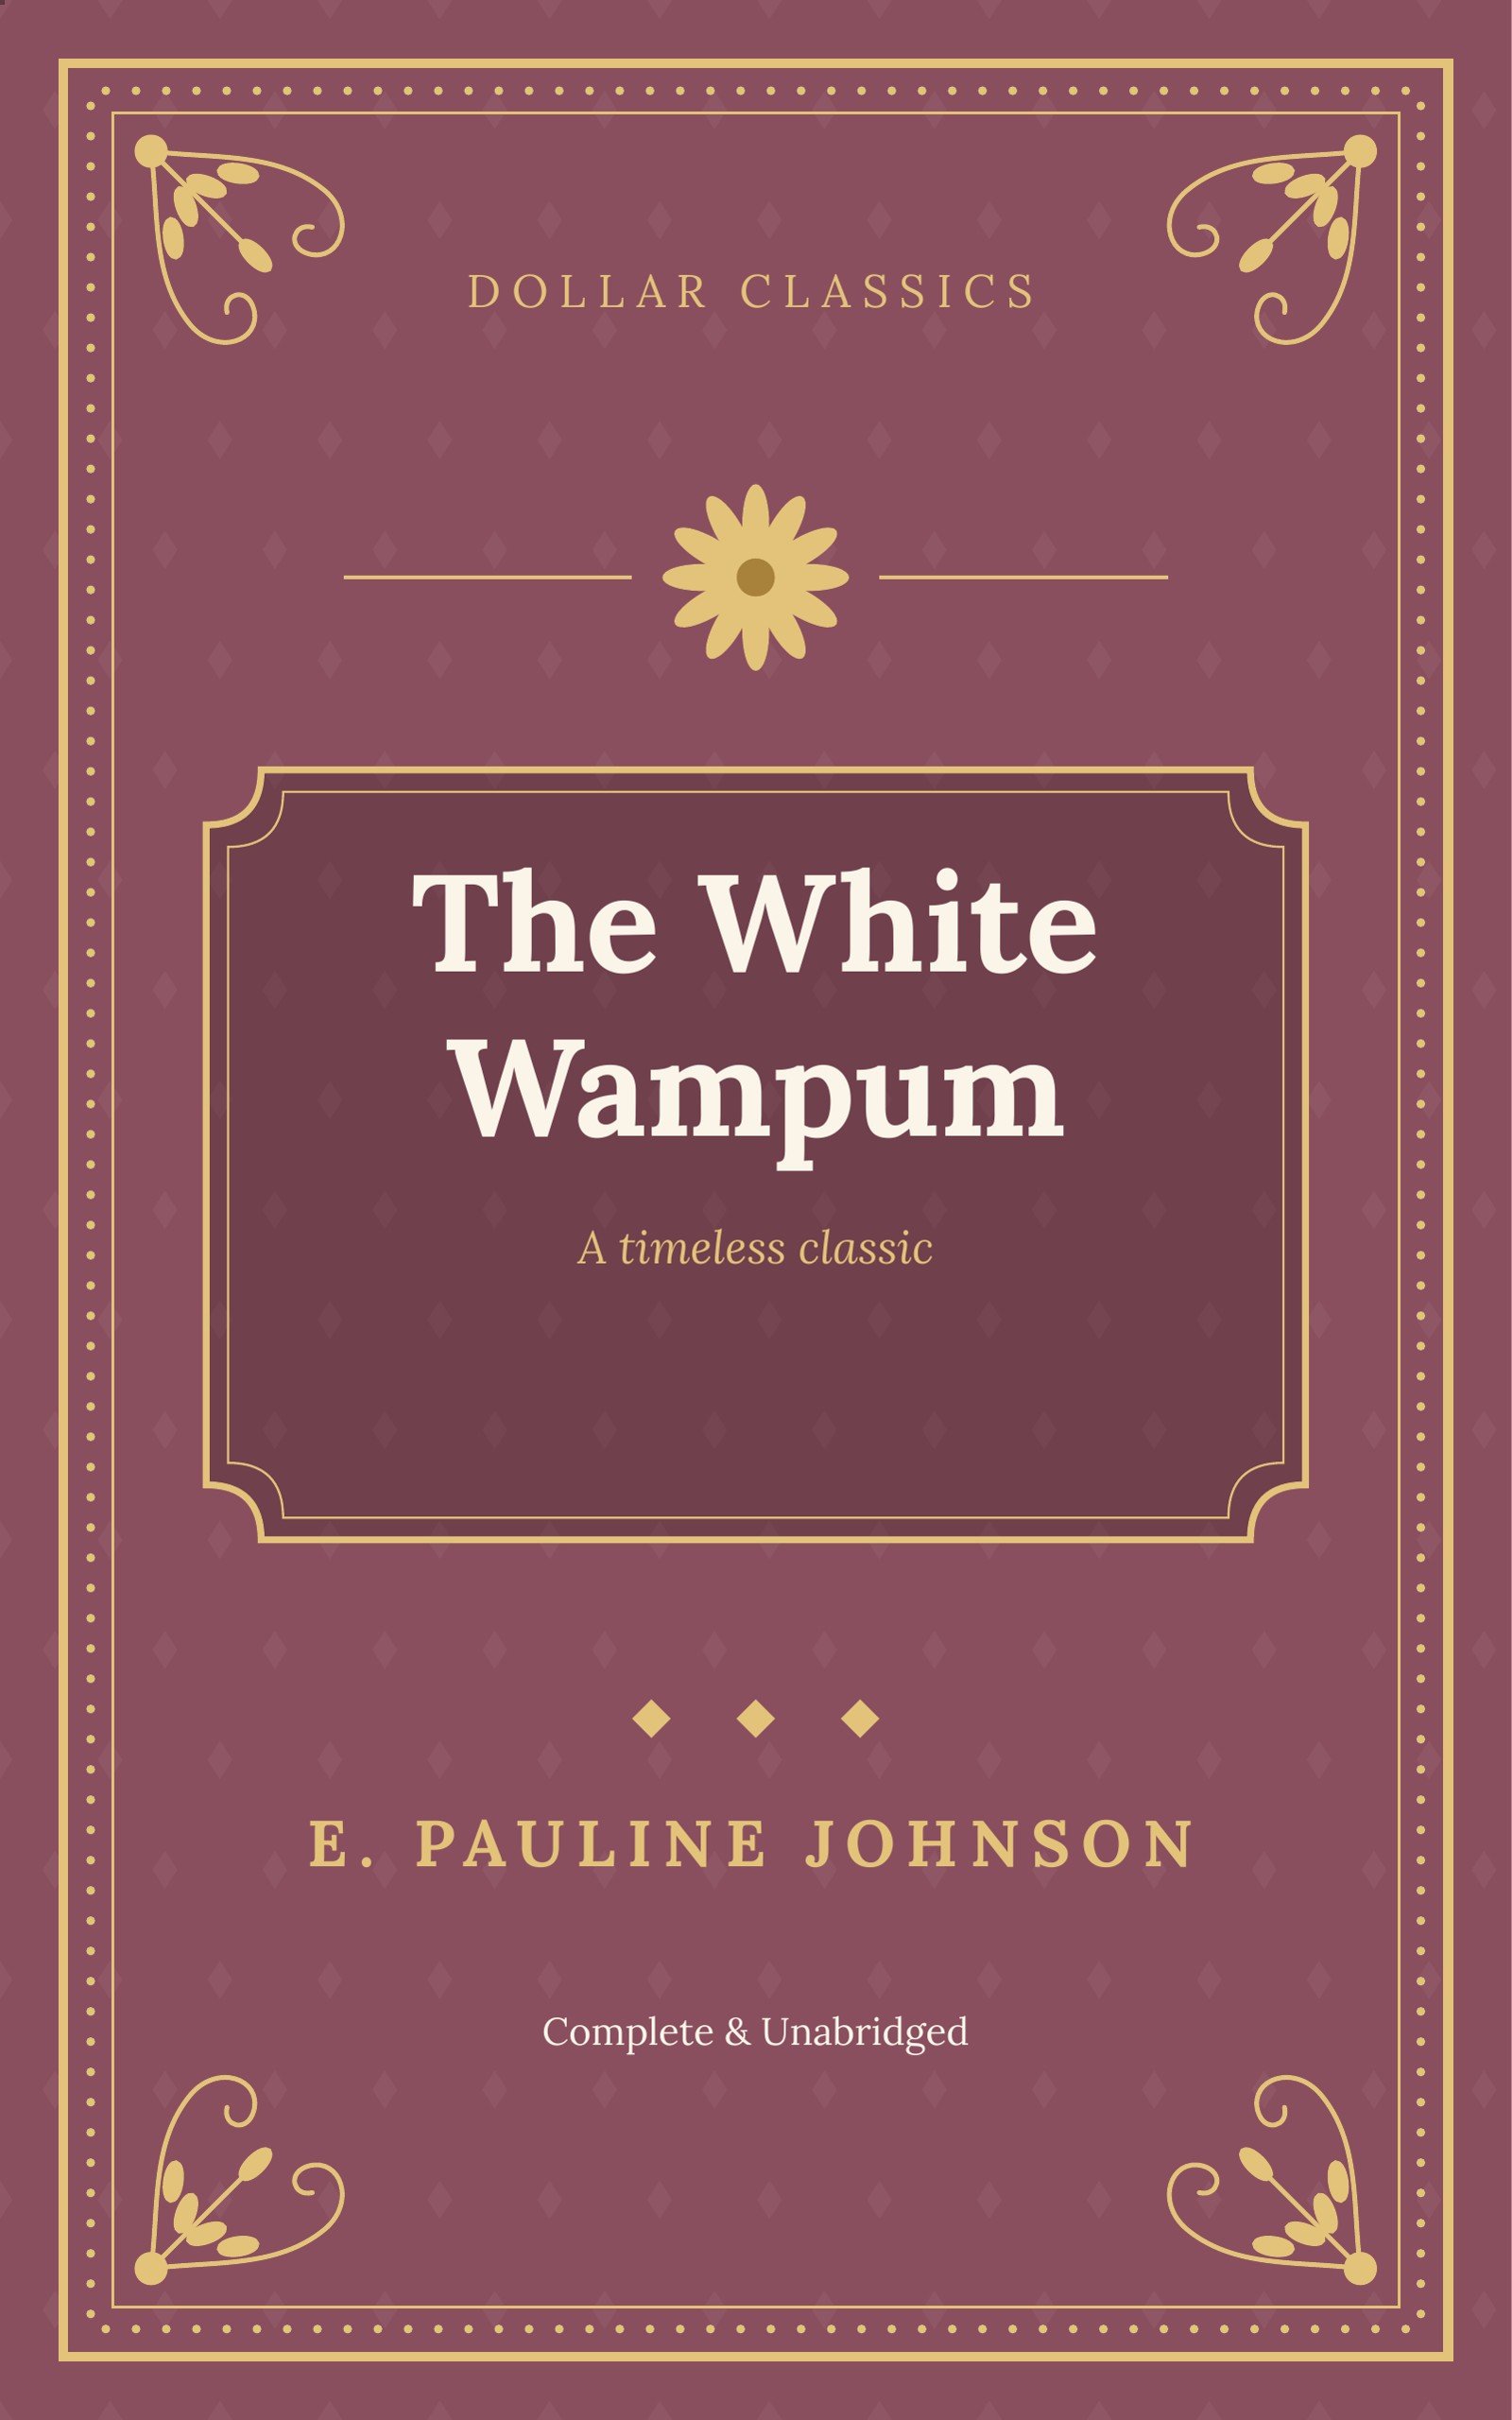 DOLLAR CLASSICS
The White
Wampum
A timeless classic
E. PAULINE JOHNSON
Complete & Unabridged